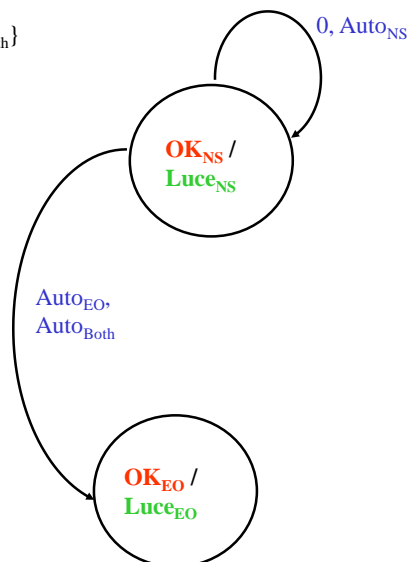 h}
0, Auto_NS
OK_NS /
Luce_NS
Auto_EO,
Auto_Both
OK_EO /
Luce_EO